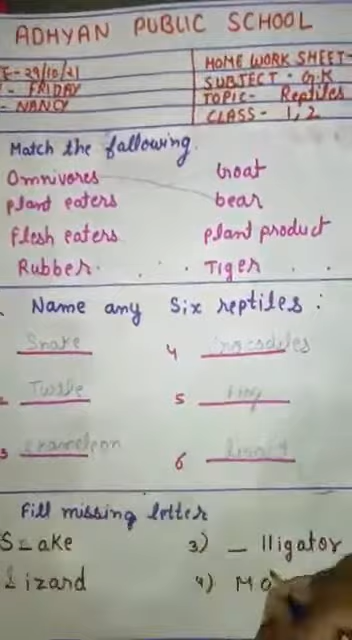 ADHYAN PUBLIC SCHOOL
E- 29/10/21
- FRIDAY
- NANCY
HOME WORK SHEET-
SUBJECT - G.K
TOPIC- Reptiles
CLASS - 1, 2
Match the following.
Omnivores Goat
plant eaters bear
flesh eaters plant product
Rubber. Tiger
Name any Six reptiles :
Snake 4 crocodiles
Turtle 5
3 chameleon 6
Fill missing letter
S_ake 3) _ lligator
Lizard 4) Mo